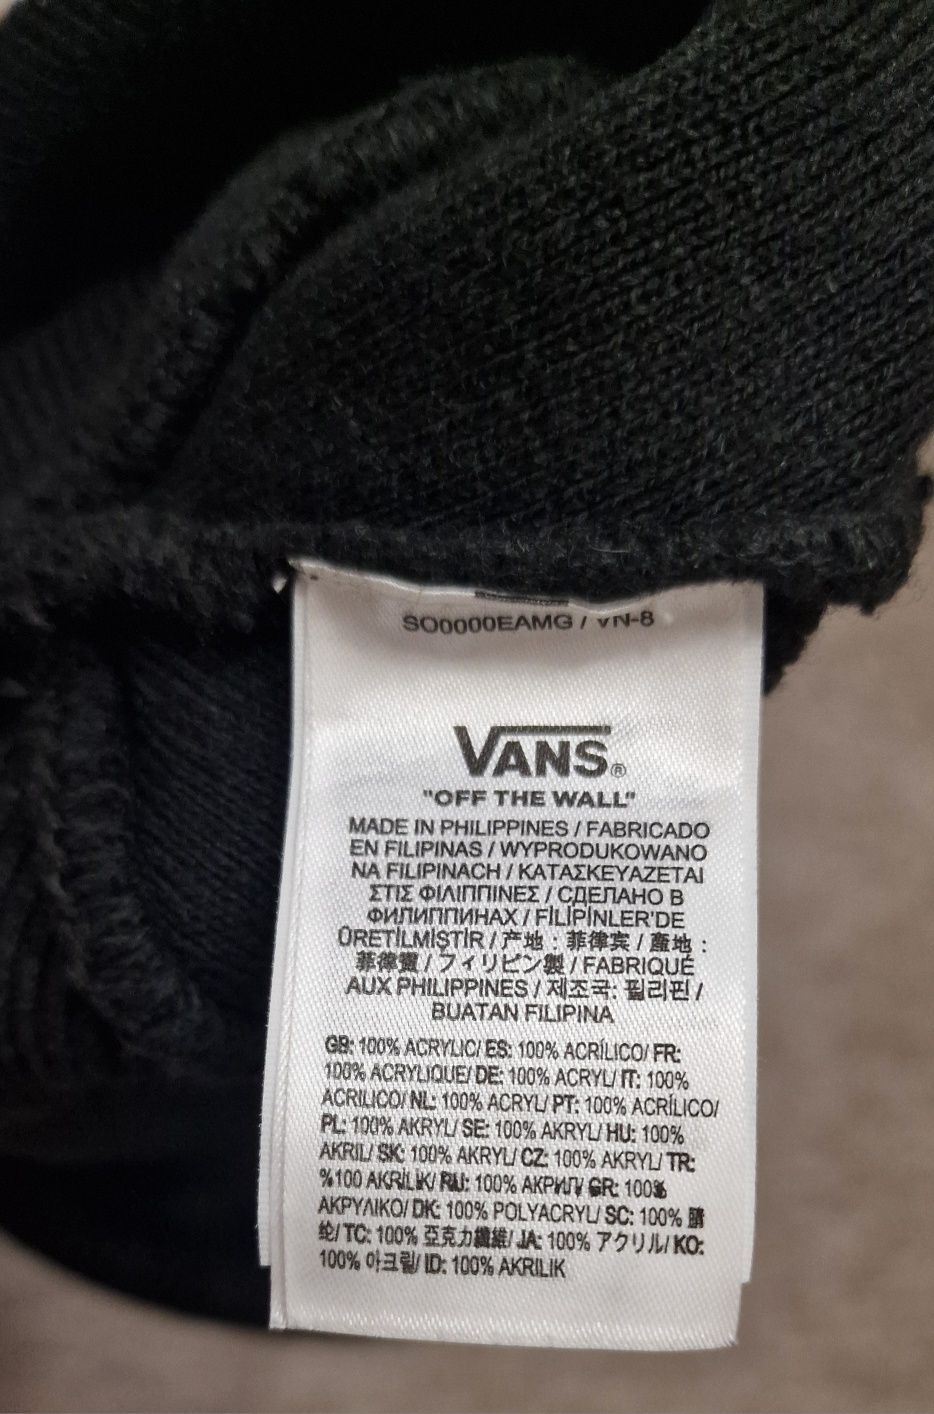 SO0000EAMG / VN-8
VANS®
"OFF THE WALL"
MADE IN PHILIPPINES / FABRICADO
EN FILIPINAS / WYPRODUKOWANO
NA FILIPINACH / ΚΑΤΑΣΚΕΥΑΖΕΤΑΙ
ΣΤΙΣ ΦΙΛΙΠΠΙΝΕΣ / СДЕЛАНО В
ФИЛИППИНАХ / FİLİPİNLER'DE
ÜRETİLMİŞTİR / 产地 : 菲律宾 / 產地 :
菲律賓 / フィリピン製 / FABRIQUÉ
AUX PHILIPPINES / 제조국: 필리핀 /
BUATAN FILIPINA
GB: 100% ACRYLIC/ ES: 100% ACRÍLICO/ FR:
100% ACRYLIQUE/ DE: 100% ACRYL/ IT: 100%
ACRILICO/ NL: 100% ACRYL/ PT: 100% ACRÍLICO/
PL: 100% AKRYL/ SE: 100% AKRYL/ HU: 100%
AKRIL/ SK: 100% AKRYL/ CZ: 100% AKRYL/ TR:
%100 AKRİLİK/ RU: 100% АКРИЛ/ GR: 100%
ΑΚΡΥΛΙΚΟ/ DK: 100% POLYACRYL/ SC: 100% 腈
纶/ TC: 100% 亞克力纖維/ JA: 100% アクリル/ KO:
100% 아크릴/ ID: 100% AKRILIK